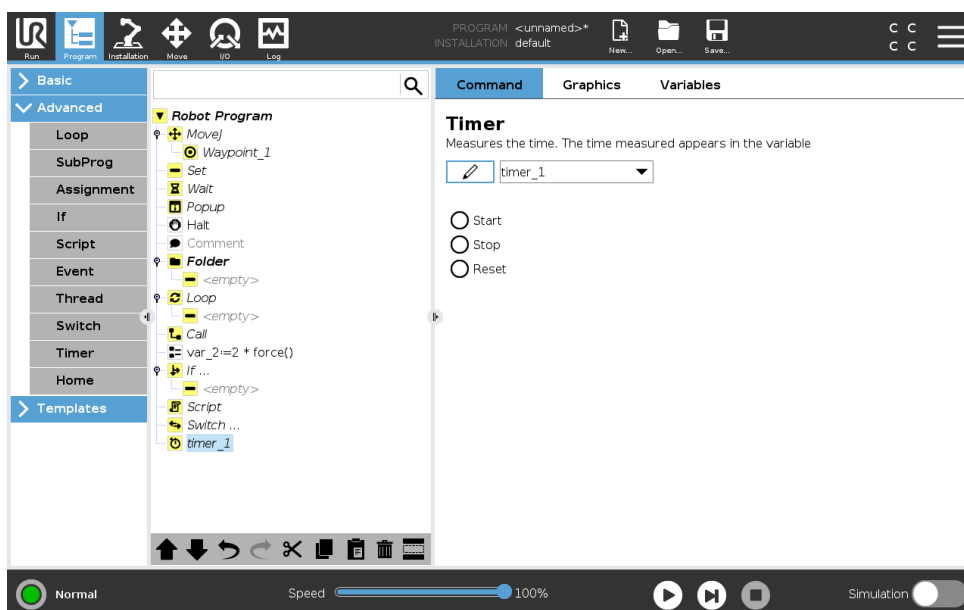 UR
Run
Program
Installation
Move
I/O
Log
PROGRAM <unnamed>*
INSTALLATION default
New...
Open...
Save...
C C
C C
Basic
Advanced
Loop
SubProg
Assignment
If
Script
Event
Thread
Switch
Timer
Home
Templates
Robot Program
MoveJ
Waypoint_1
Set
Wait
Popup
Halt
Comment
Folder
<empty>
Loop
<empty>
Call
var_2:=2 * force()
If ...
<empty>
Script
Switch ...
timer_1
Command Graphics Variables
Timer
Measures the time. The time measured appears in the variable
timer_1
Start
Stop
Reset
Normal
Speed
100%
Simulation